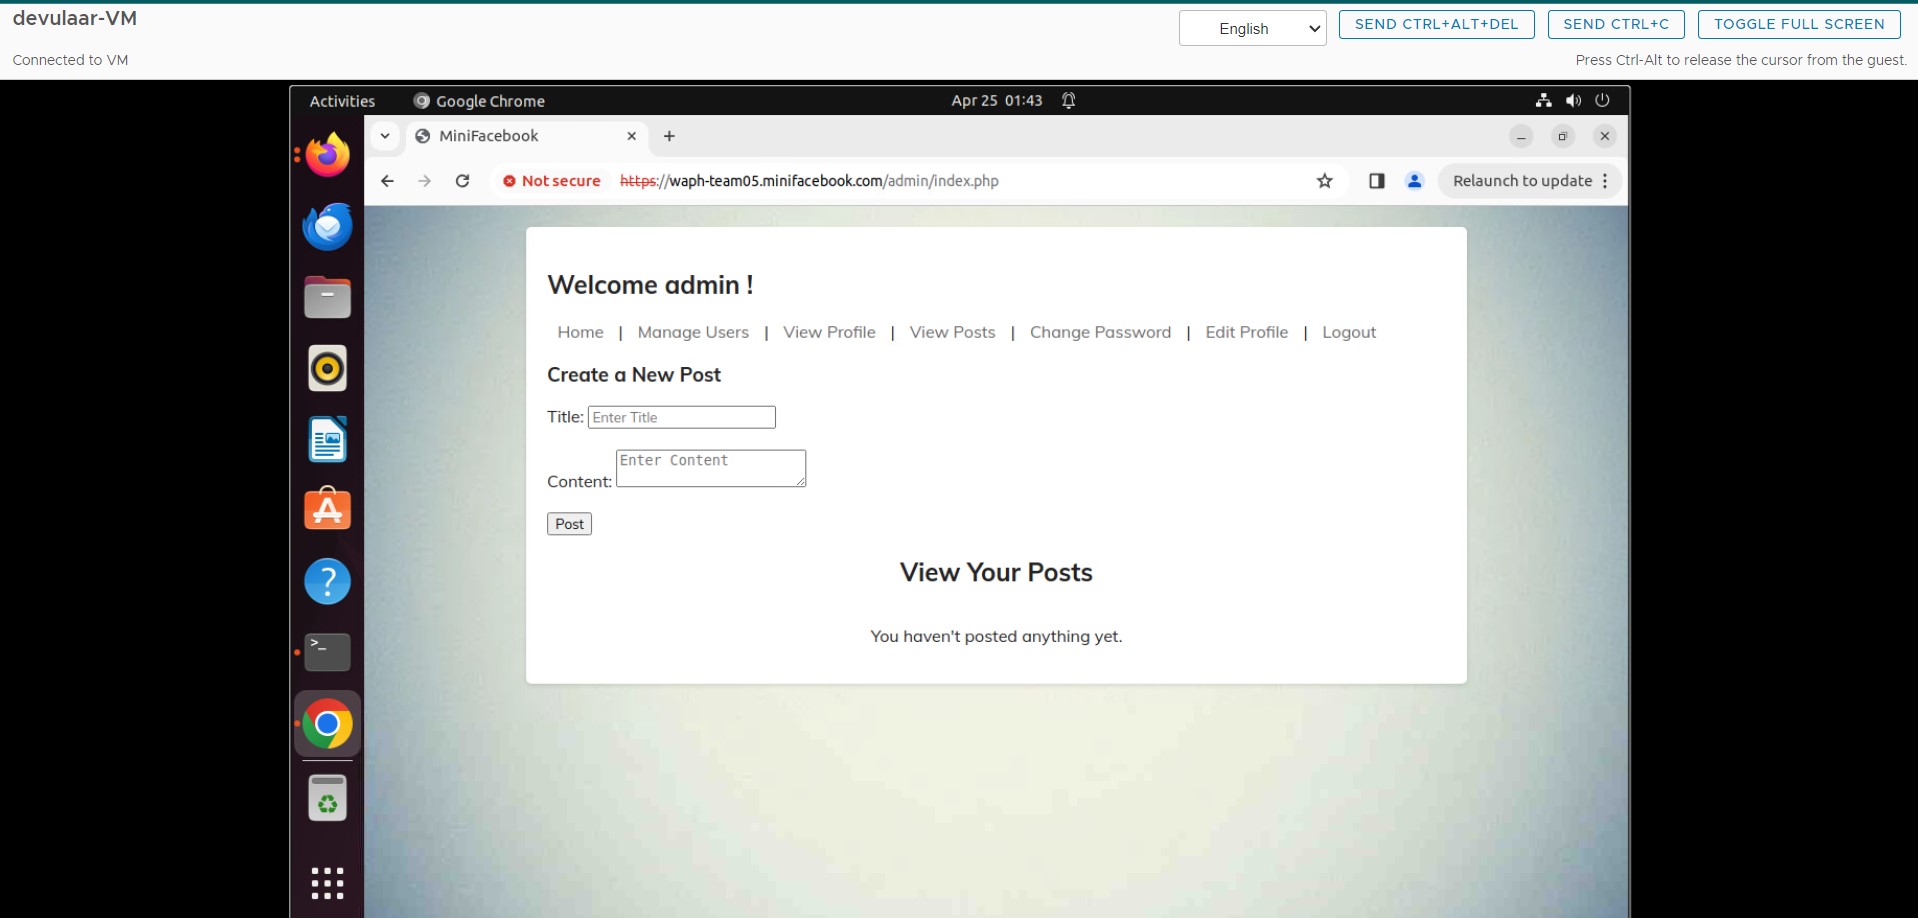 devulaar-VM
English
SEND CTRL+ALT+DEL
SEND CTRL+C
TOGGLE FULL SCREEN
Connected to VM
Press Ctrl-Alt to release the cursor from the guest.
Activities
Google Chrome
Apr 25 01:43
MiniFacebook
Not secure
https://waph-team05.minifacebook.com/admin/index.php
Relaunch to update
Welcome admin !
Home | Manage Users | View Profile | View Posts | Change Password | Edit Profile | Logout
Create a New Post
Title: Enter Title
Content: Enter Content
Post
View Your Posts
You haven't posted anything yet.